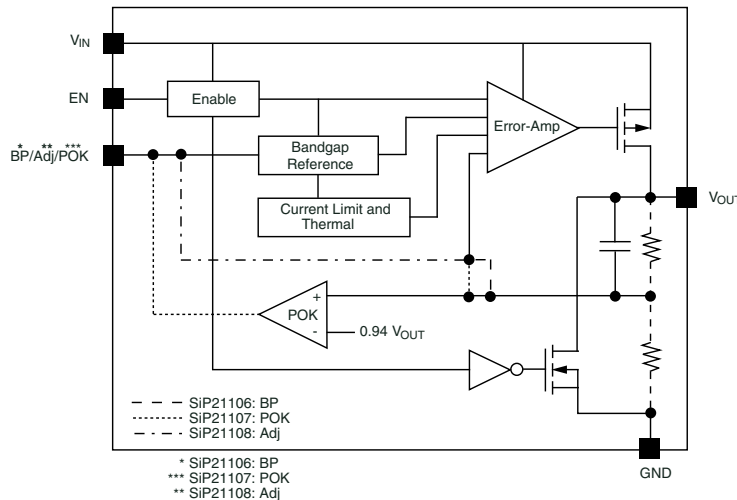 VIN
EN
Enable
* ** ***
BP/Adj/POK
Bandgap
Reference
Current Limit and
Thermal
Error-Amp
VOUT
+
POK
-
0.94 VOUT
SiP21106: BP
SiP21107: POK
SiP21108: Adj
GND
* SiP21106: BP
*** SiP21107: POK
** SiP21108: Adj